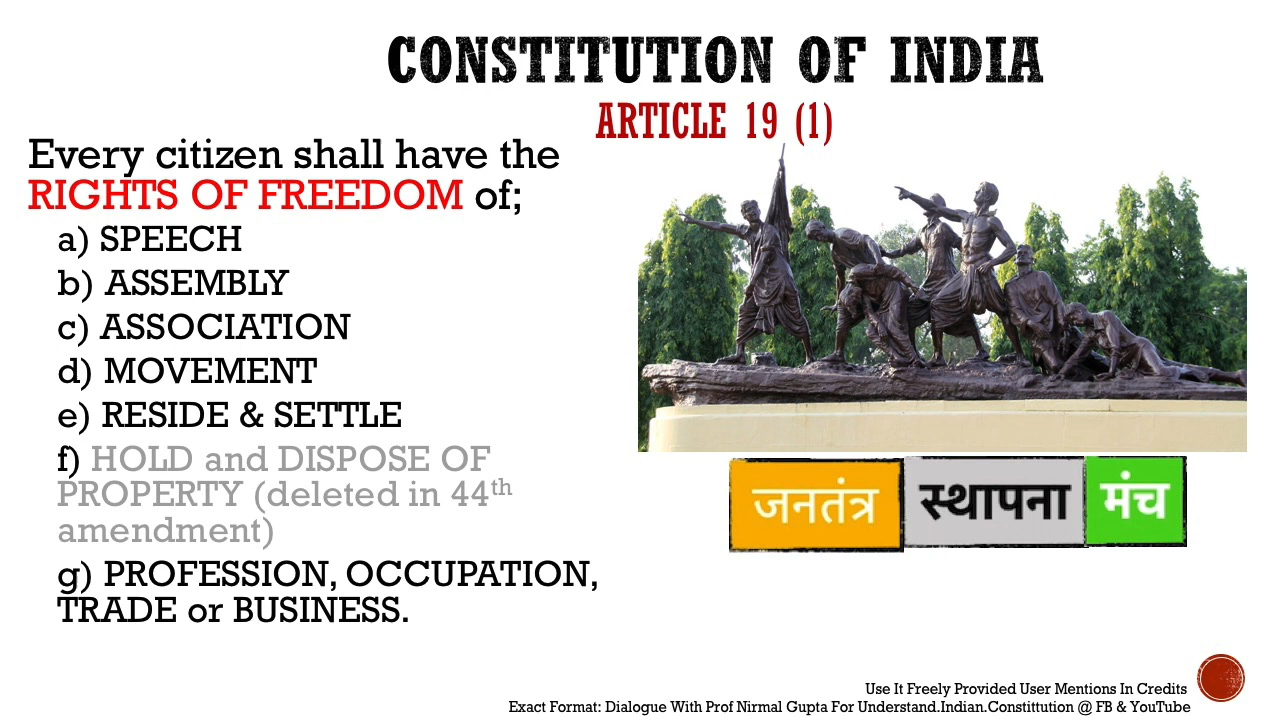 CONSTITUTION OF INDIA
ARTICLE 19 (1)
Every citizen shall have the
RIGHTS OF FREEDOM of;
a) SPEECH
b) ASSEMBLY
c) ASSOCIATION
d) MOVEMENT
e) RESIDE & SETTLE
f) HOLD and DISPOSE OF
PROPERTY (deleted in 44th
amendment)
g) PROFESSION, OCCUPATION,
TRADE or BUSINESS.
जनतंत्र स्थापना मंच
Use It Freely Provided User Mentions In Credits
Exact Format: Dialogue With Prof Nirmal Gupta For Understand.Indian.Constittution @ FB & YouTube